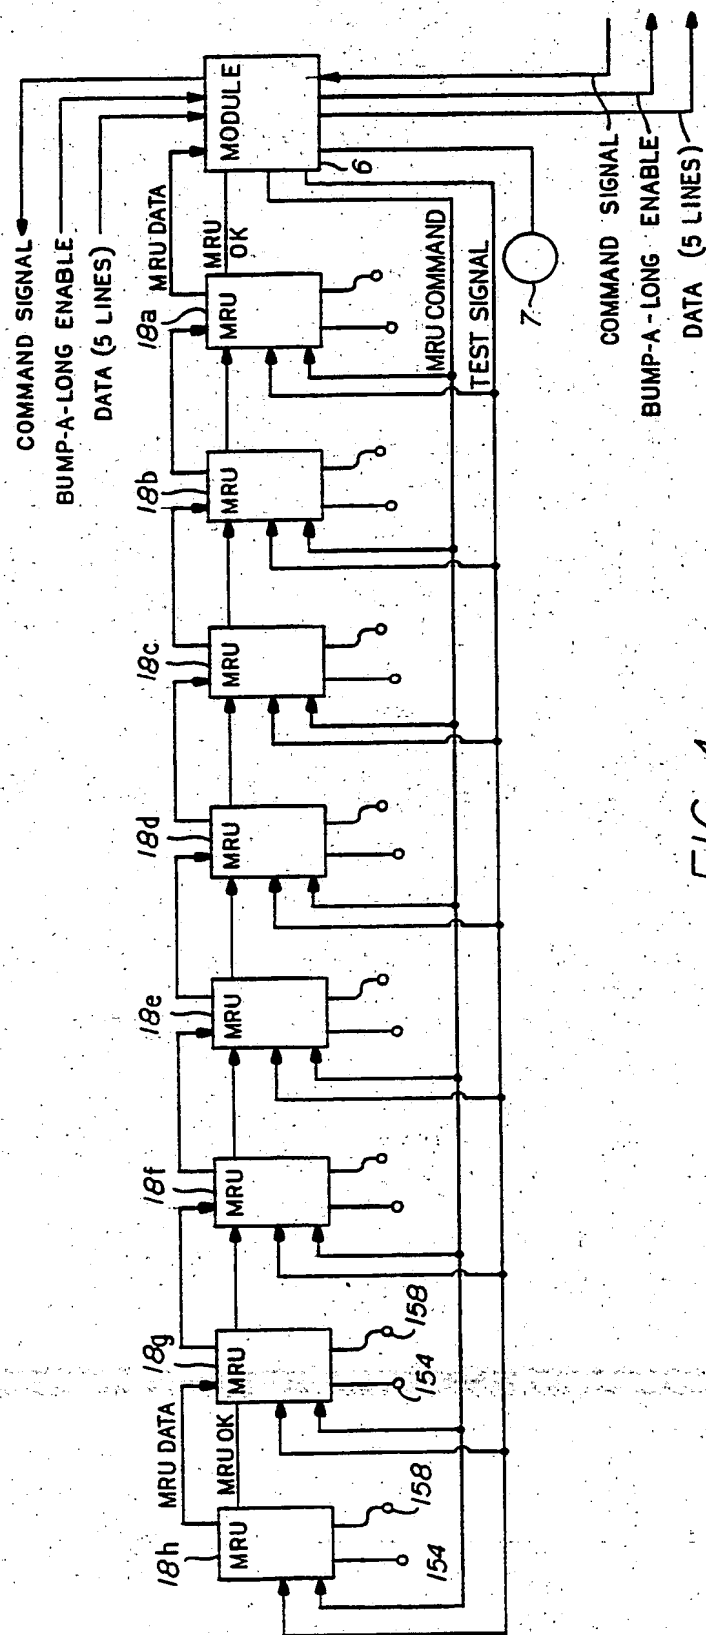 COMMAND SIGNAL
BUMP-A-LONG ENABLE
DATA (5 LINES)
MRU DATA
MRU OK
MODULE
6
7
COMMAND SIGNAL
BUMP-A-LONG ENABLE
DATA (5 LINES)
MRU COMMAND
TEST SIGNAL
18a
MRU
18b
MRU
18c
MRU
18d
MRU
18e
MRU
18f
MRU
18g
MRU
158
154
MRU DATA
MRU OK
18h
MRU
158
154